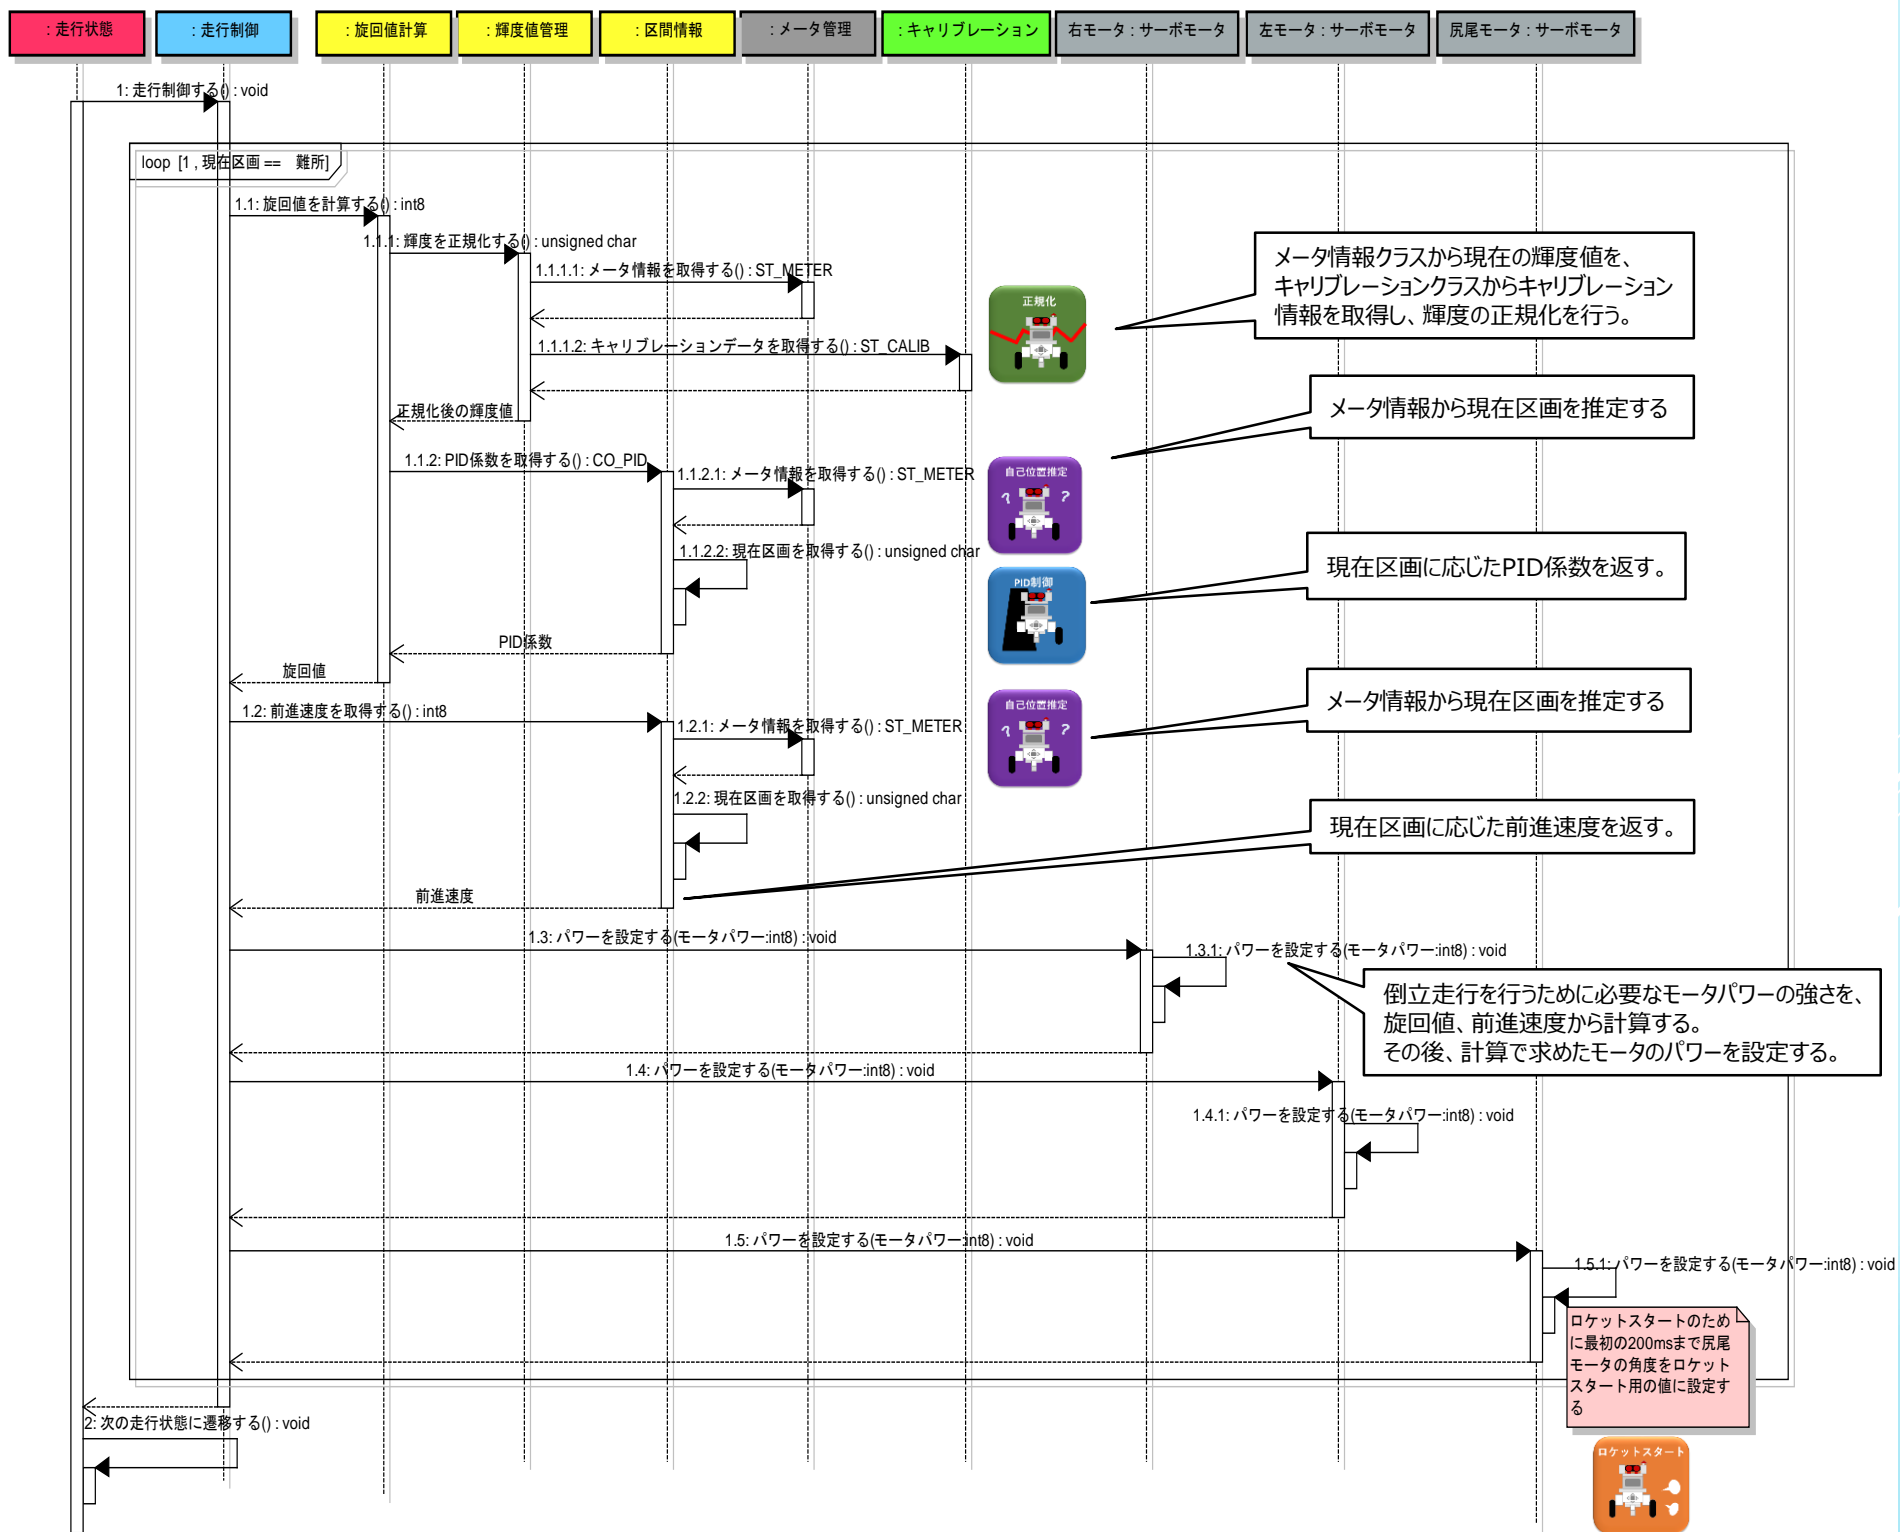 : 走行状態
: 走行制御
: 旋回値計算
: 輝度値管理
: 区間情報
: メータ管理
: キャリブレーション
右モータ : サーボモータ
左モータ : サーボモータ
尻尾モータ : サーボモータ
1: 走行制御する() : void
loop [1 , 現在区画 == 難所]
1.1: 旋回値を計算する() : int8
1.1.1: 輝度を正規化する() : unsigned char
1.1.1.1: メータ情報を取得する() : ST_METER
メータ情報クラスから現在の輝度値を、
キャリブレーションクラスからキャリブレーション
情報を取得し、輝度の正規化を行う。
正規化
1.1.1.2: キャリブレーションデータを取得する() : ST_CALIB
正規化後の輝度値
メータ情報から現在区画を推定する
1.1.2: PID係数を取得する() : CO_PID
1.1.2.1: メータ情報を取得する() : ST_METER
自己位置推定
? ?
1.1.2.2: 現在区画を取得する() : unsigned char
現在区画に応じたPID係数を返す。
PID制御
PID係数
旋回値
メータ情報から現在区画を推定する
1.2: 前進速度を取得する() : int8
1.2.1: メータ情報を取得する() : ST_METER
自己位置推定
? ?
1.2.2: 現在区画を取得する() : unsigned char
現在区画に応じた前進速度を返す。
前進速度
1.3: パワーを設定する(モータパワー:int8) : void
1.3.1: パワーを設定する(モータパワー:int8) : void
倒立走行を行うために必要なモータパワーの強さを、
旋回値、前進速度から計算する。
その後、計算で求めたモータのパワーを設定する。
1.4: パワーを設定する(モータパワー:int8) : void
1.4.1: パワーを設定する(モータパワー:int8) : void
1.5: パワーを設定する(モータパワー:int8) : void
1.5.1: パワーを設定する(モータパワー:int8) : void
ロケットスタートのため
に最初の200msまで尻尾
モータの角度をロケット
スタート用の値に設定す
る
2: 次の走行状態に遷移する() : void
ロケットスタート